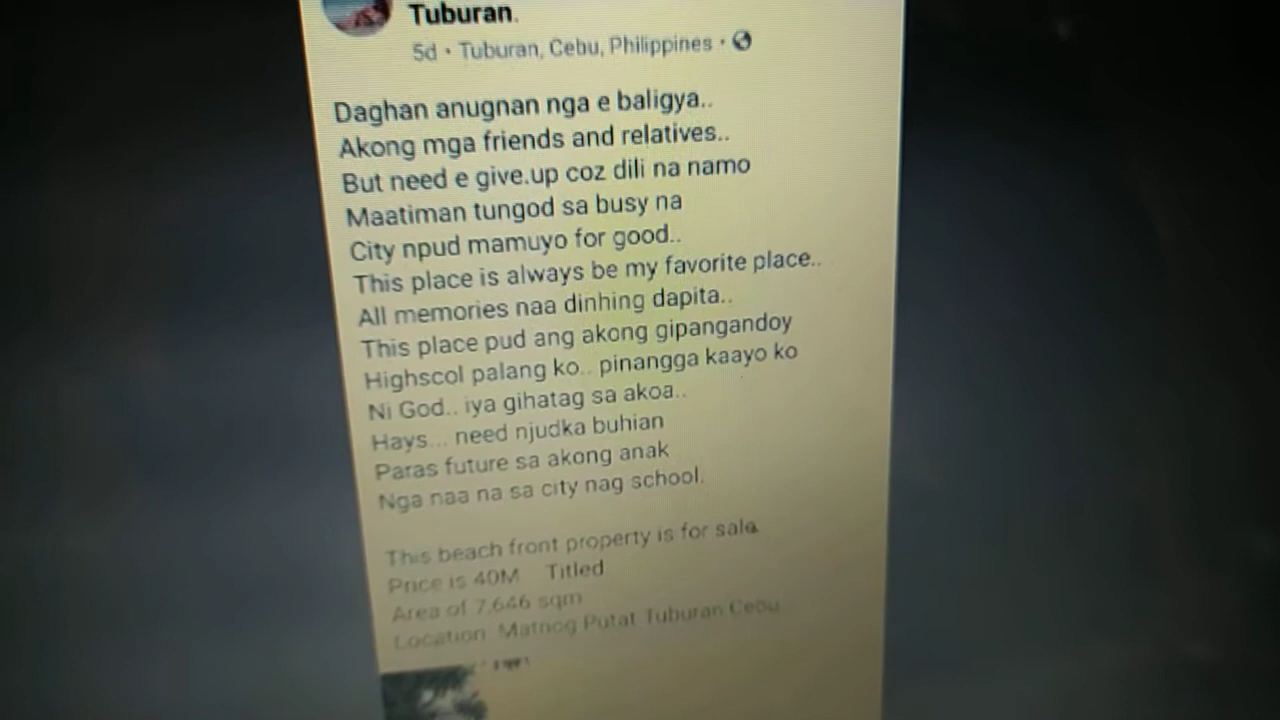 Tuburan.
5d · Tuburan, Cebu, Philippines ·
Daghan anugnan nga e baligya..
Akong mga friends and relatives..
But need e give.up coz dili na namo
Maatiman tungod sa busy na
City npud mamuyo for good..
This place is always be my favorite place..
All memories naa dinhing dapita..
This place pud ang akong gipangandoy
Highscol palang ko.. pinangga kaayo ko
Ni God.. iya gihatag sa akoa..
Hays... need njudka buhian
Paras future sa akong anak
Nga naa na sa city nag school.
This beach front property is for sale.
Price is 40M Titled
Area of 7,646 sqm
Location Matnog Putat Tuburan Cebu